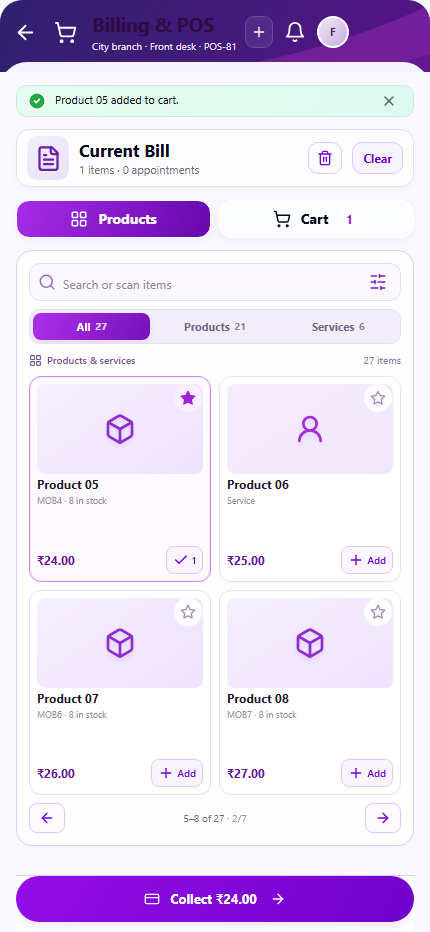 Billing & POS
City branch · Front desk · POS-81
F
Product 05 added to cart.
Current Bill
1 items · 0 appointments
Clear
Products
Cart 1
Search or scan items
All 27
Products 21
Services 6
Products & services
27 items
Product 05
MOB4 · 8 in stock
₹24.00
1
Product 06
Service
₹25.00
Add
Product 07
MOB6 · 8 in stock
₹26.00
Add
Product 08
MOB7 · 8 in stock
₹27.00
Add
5–8 of 27 · 2/7
Collect ₹24.00